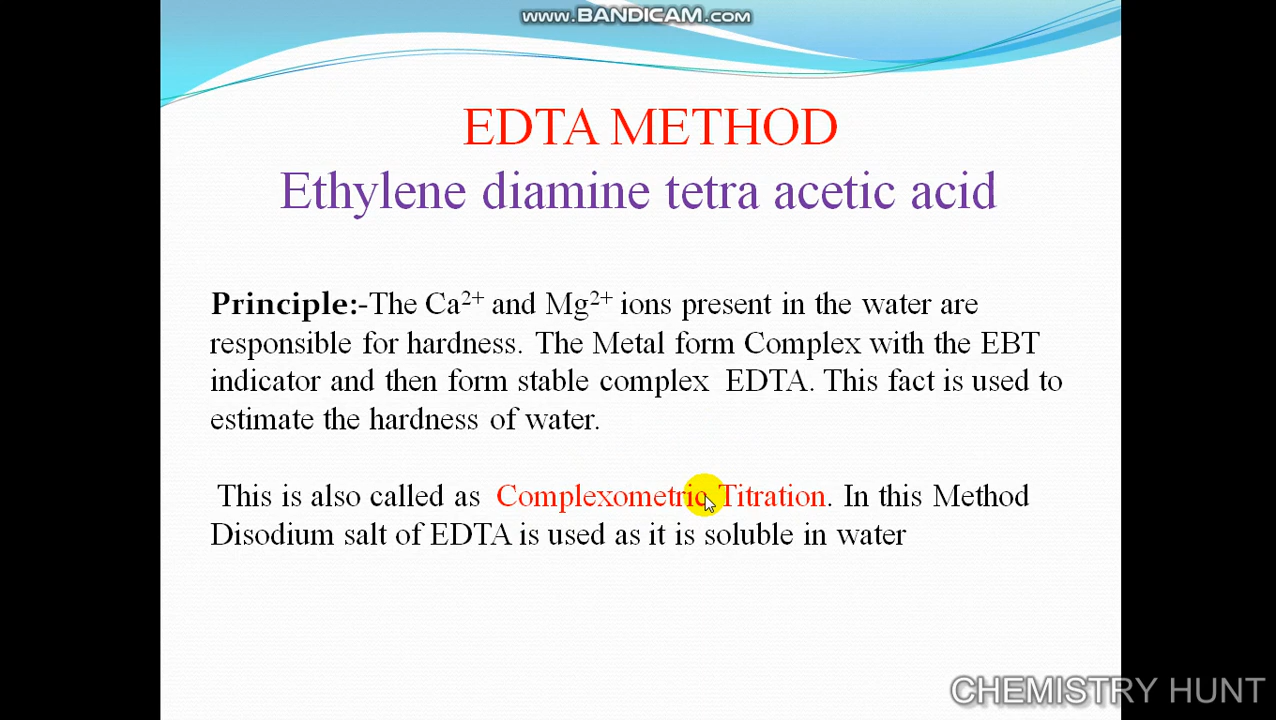 www.BANDICAM.com
EDTA METHOD
Ethylene diamine tetra acetic acid
Principle:-The Ca²⁺ and Mg²⁺ ions present in the water are
responsible for hardness. The Metal form Complex with the EBT
indicator and then form stable complex EDTA. This fact is used to
estimate the hardness of water.
This is also called as Complexometric Titration. In this Method
Disodium salt of EDTA is used as it is soluble in water
CHEMISTRY HUNT